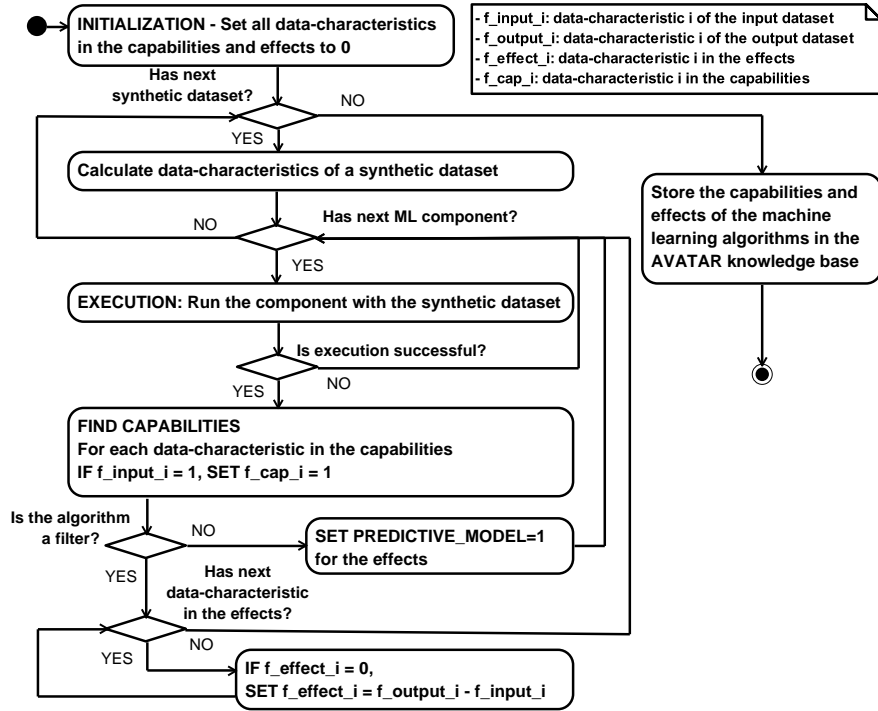 INITIALIZATION - Set all data-characteristics
in the capabilities and effects to 0
- f_input_i: data-characteristic i of the input dataset
- f_output_i: data-characteristic i of the output dataset
- f_effect_i: data-characteristic i in the effects
- f_cap_i: data-characteristic i in the capabilities
Has next
synthetic dataset?
NO
YES
Calculate data-characteristics of a synthetic dataset
Store the capabilities and
effects of the machine
learning algorithms in the
AVATAR knowledge base
Has next ML component?
NO
YES
EXECUTION: Run the component with the synthetic dataset
Is execution successful?
YES
NO
FIND CAPABILITIES
For each data-characteristic in the capabilities
IF f_input_i = 1, SET f_cap_i = 1
Is the algorithm
a filter?
NO
SET PREDICTIVE_MODEL=1
for the effects
YES
Has next
data-characteristic
in the effects?
NO
YES
IF f_effect_i = 0,
SET f_effect_i = f_output_i - f_input_i